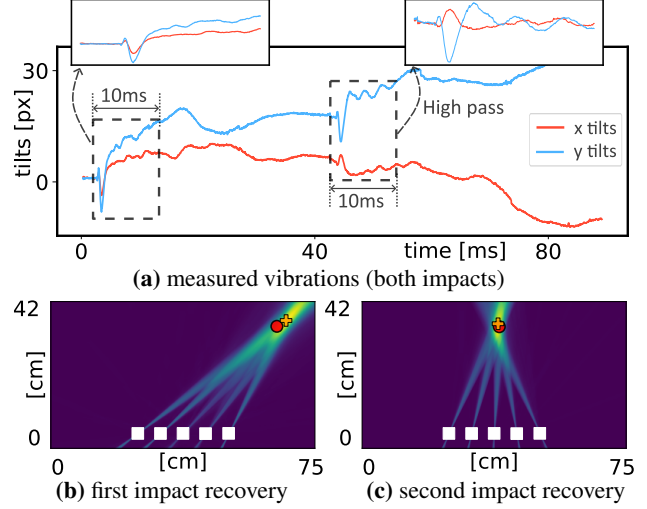 30
0
tilts [px]
10ms
10ms
High pass
x tilts
y tilts
0
40
80
time [ms]
(a) measured vibrations (both impacts)
42
0
[cm]
0
[cm]
75
(b) first impact recovery
42
0
[cm]
0
[cm]
75
(c) second impact recovery